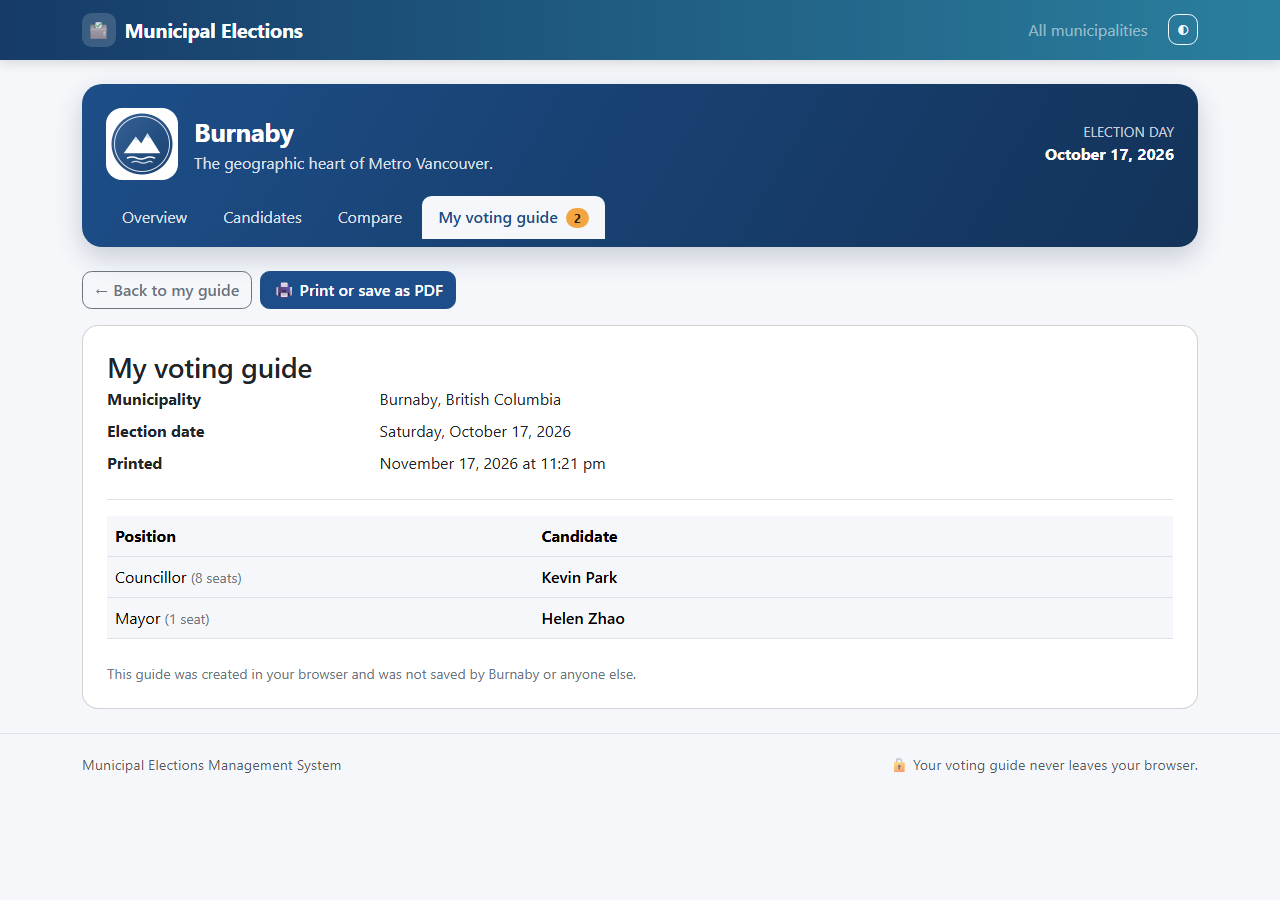 Municipal Elections
All municipalities
Burnaby
The geographic heart of Metro Vancouver.
ELECTION DAY
October 17, 2026
Overview
Candidates
Compare
My voting guide 2
← Back to my guide
Print or save as PDF
My voting guide
Municipality Burnaby, British Columbia
Election date Saturday, October 17, 2026
Printed November 17, 2026 at 11:21 pm
Position Candidate
Councillor (8 seats) Kevin Park
Mayor (1 seat) Helen Zhao
This guide was created in your browser and was not saved by Burnaby or anyone else.
Municipal Elections Management System
Your voting guide never leaves your browser.